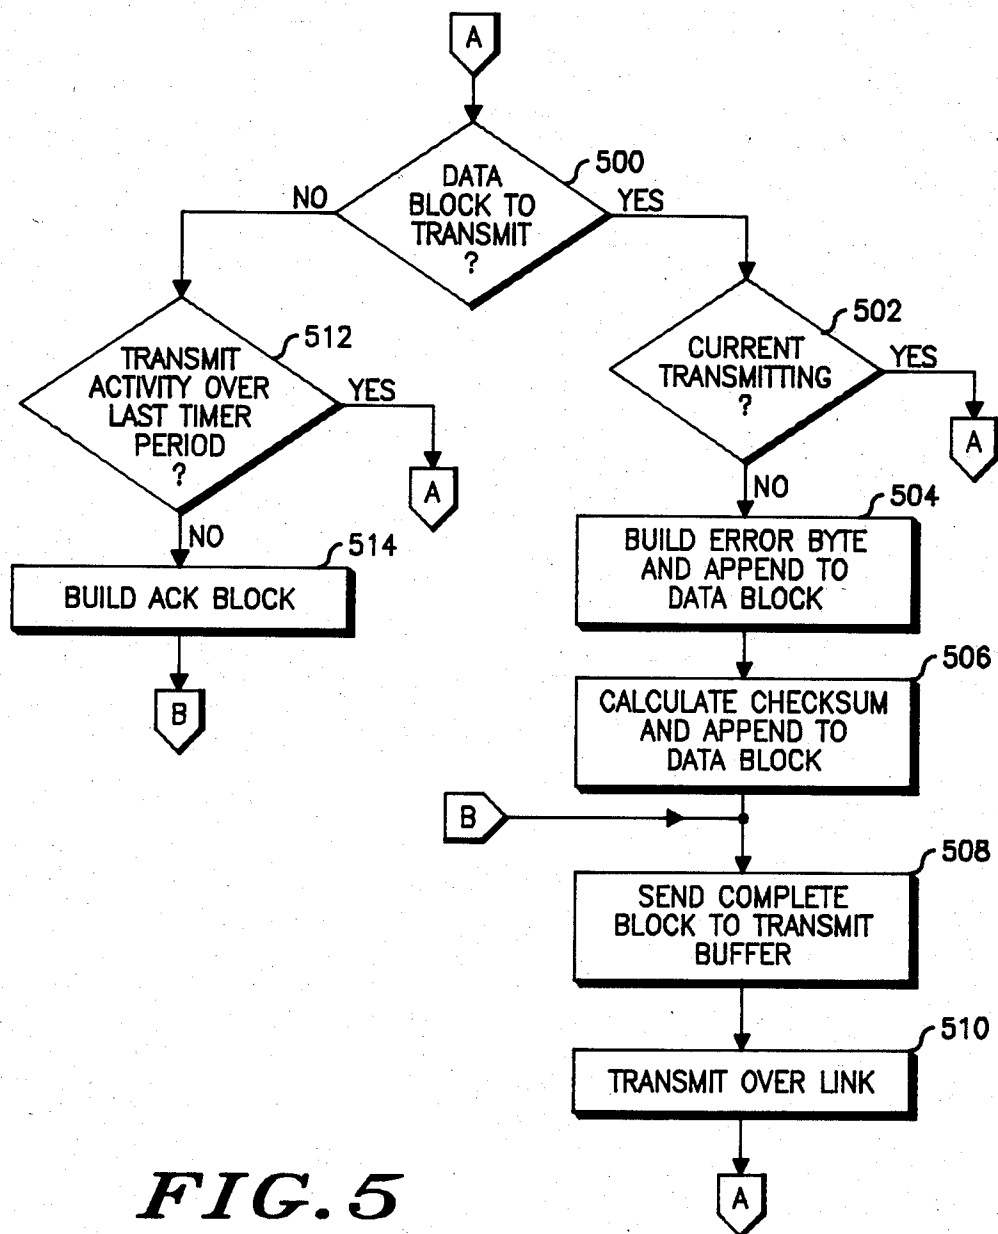 A
DATA
BLOCK TO
TRANSMIT
?
500
NO
YES
TRANSMIT
ACTIVITY OVER
LAST TIMER
PERIOD
?
512
YES
A
NO
BUILD ACK BLOCK
514
B
CURRENT
TRANSMITTING
?
502
YES
A
NO
BUILD ERROR BYTE
AND APPEND TO
DATA BLOCK
504
CALCULATE CHECKSUM
AND APPEND TO
DATA BLOCK
506
B
SEND COMPLETE
BLOCK TO TRANSMIT
BUFFER
508
TRANSMIT OVER LINK
510
A
FIG. 5